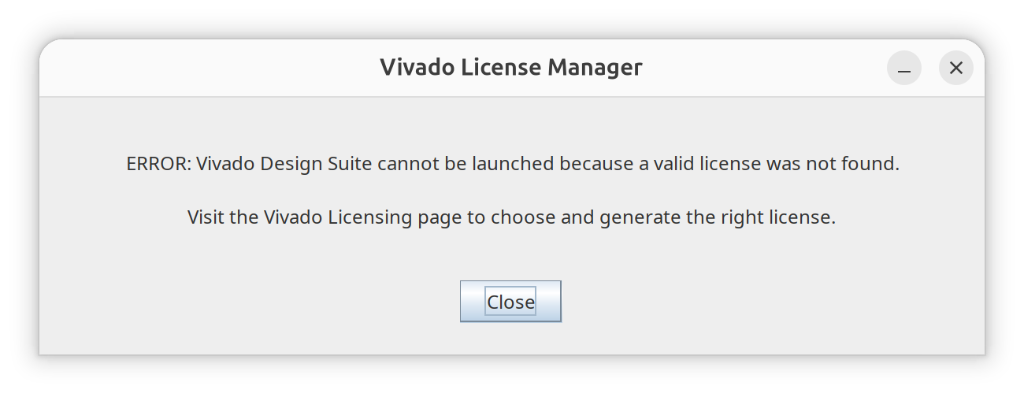 Vivado License Manager
ERROR: Vivado Design Suite cannot be launched because a valid license was not found.
Visit the Vivado Licensing page to choose and generate the right license.
Close